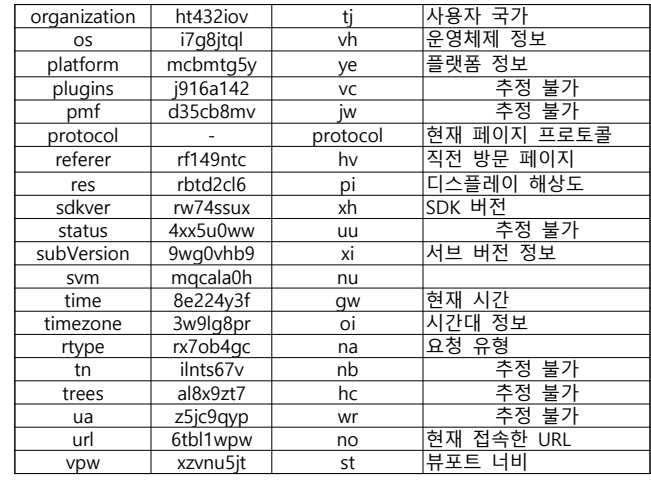 organization ht432iov tj 사용자 국가
os i7g8jtql vh 운영체제 정보
platform mcbmtg5y ye 플랫폼 정보
plugins j916a142 vc 추정 불가
pmf d35cb8mv jw 추정 불가
protocol - protocol 현재 페이지 프로토콜
referer rf149ntc hv 직전 방문 페이지
res rbtd2cl6 pi 디스플레이 해상도
sdkver rw74ssux xh SDK 버전
status 4xx5u0ww uu 추정 불가
subVersion 9wg0vhb9 xi 서브 버전 정보
svm mqcala0h nu
time 8e224y3f gw 현재 시간
timezone 3w9lg8pr oi 시간대 정보
rtype rx7ob4gc na 요청 유형
tn ilnts67v nb 추정 불가
trees al8x9zt7 hc 추정 불가
ua z5jc9qyp wr 추정 불가
url 6tbl1wpw no 현재 접속한 URL
vpw xzvnu5jt st 뷰포트 너비